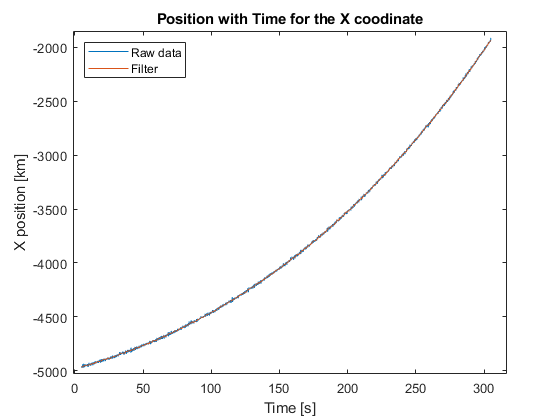 Position with Time for the X coodinate
Raw data
Filter
-2000
-2500
-3000
-3500
-4000
-4500
-5000
X position [km]
0
50
100
150
200
250
300
Time [s]